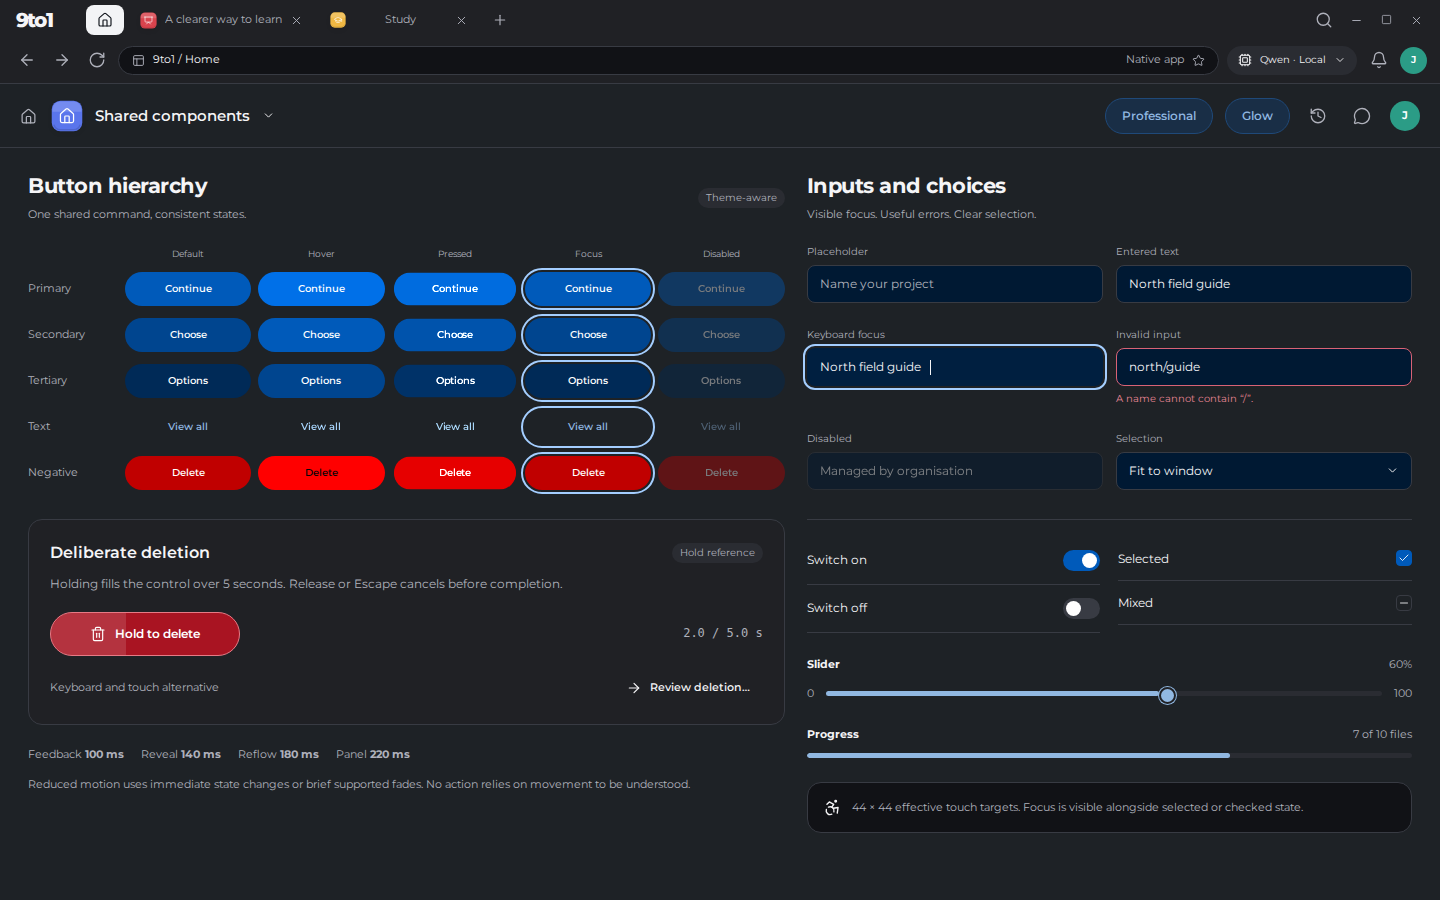 9to1
A clearer way to learn
Study
9to1 / Home
Native app
Qwen · Local
J
Shared components
Professional
Glow
J
Button hierarchy
One shared command, consistent states.
Theme-aware
Default Hover Pressed Focus Disabled
Primary Continue Continue Continue Continue Continue
Secondary Choose Choose Choose Choose Choose
Tertiary Options Options Options Options Options
Text View all View all View all View all View all
Negative Delete Delete Delete Delete Delete
Deliberate deletion
Hold reference
Holding fills the control over 5 seconds. Release or Escape cancels before completion.
Hold to delete
2.0 / 5.0 s
Keyboard and touch alternative
Review deletion...
Feedback 100 ms Reveal 140 ms Reflow 180 ms Panel 220 ms
Reduced motion uses immediate state changes or brief supported fades. No action relies on movement to be understood.
Inputs and choices
Visible focus. Useful errors. Clear selection.
Placeholder
Name your project
Entered text
North field guide
Keyboard focus
North field guide
Invalid input
north/guide
A name cannot contain “/”.
Disabled
Managed by organisation
Selection
Fit to window
Switch on
Selected
Switch off
Mixed
Slider 60%
0 100
Progress 7 of 10 files
44 × 44 effective touch targets. Focus is visible alongside selected or checked state.